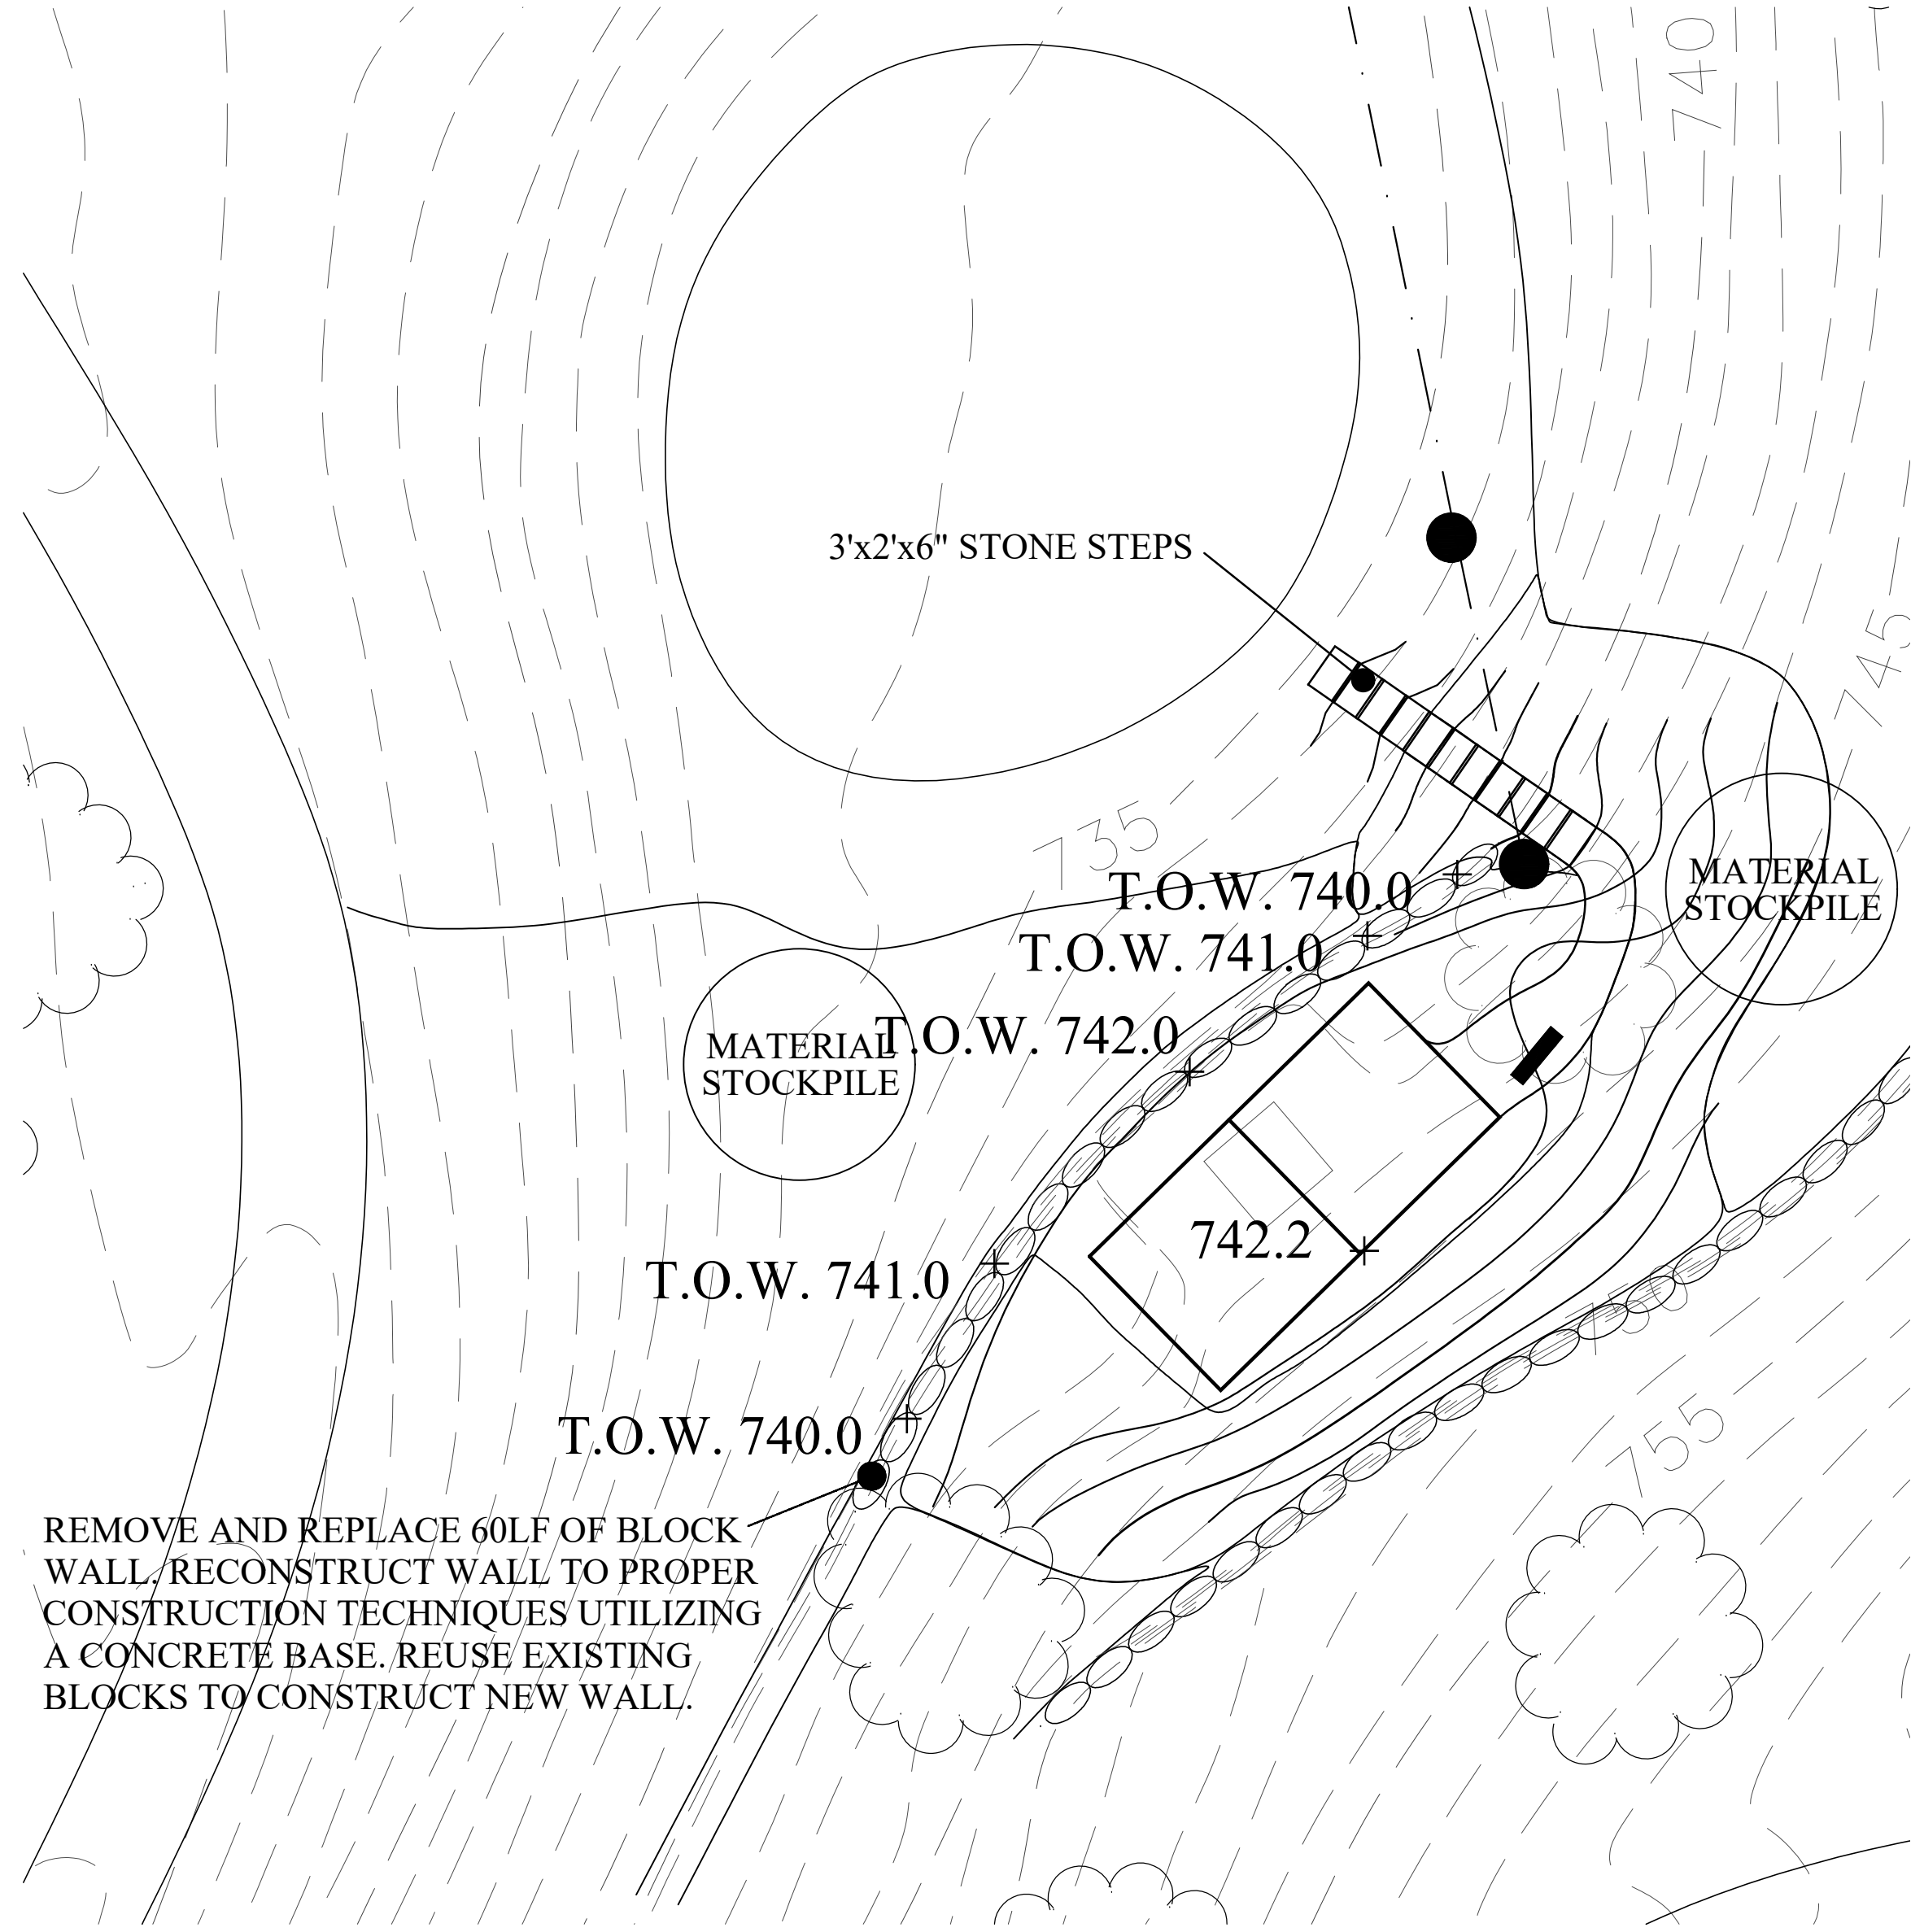 740
3'x2'x6" STONE STEPS
745
735
T.O.W. 740.0
MATERIAL
STOCKPILE
T.O.W. 741.0
T.O.W. 742.0
MATERIAL
STOCKPILE
742.2
T.O.W. 741.0
T.O.W. 740.0
755
REMOVE AND REPLACE 60LF OF BLOCK
WALL. RECONSTRUCT WALL TO PROPER
CONSTRUCTION TECHNIQUES UTILIZING
A CONCRETE BASE. REUSE EXISTING
BLOCKS TO CONSTRUCT NEW WALL.